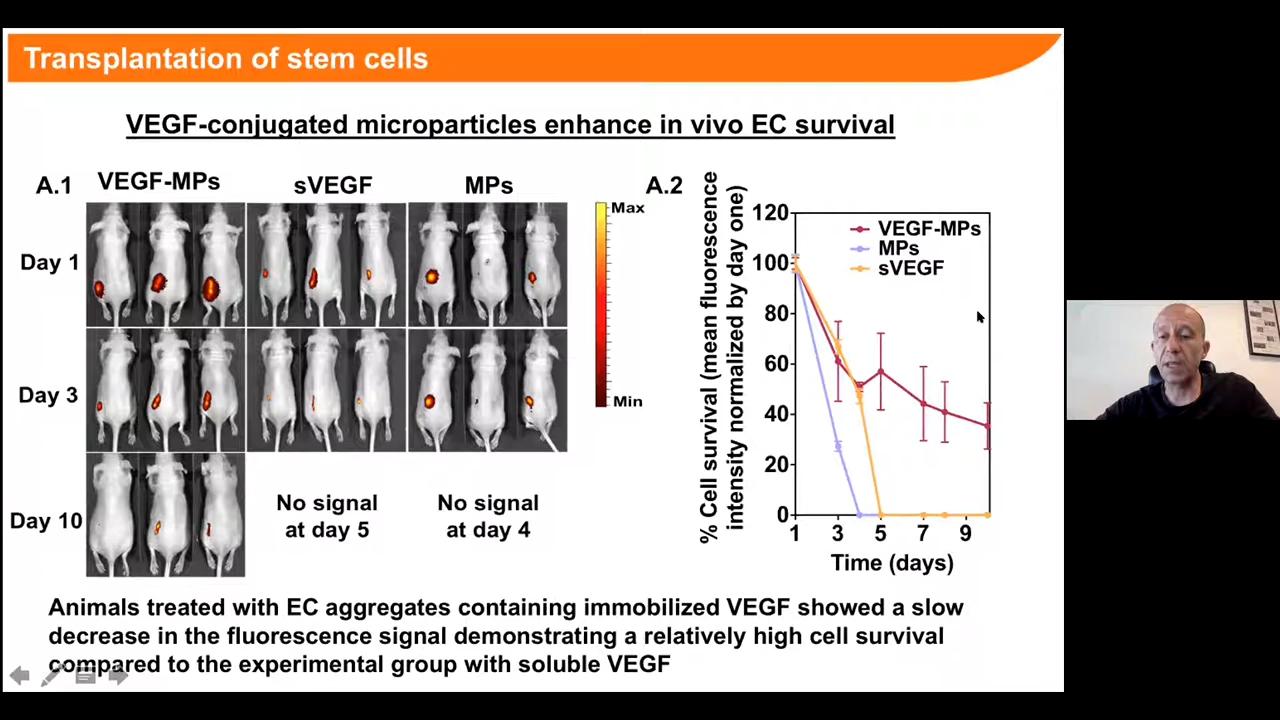 Transplantation of stem cells
VEGF-conjugated microparticles enhance in vivo EC survival
A.1
VEGF-MPs
sVEGF
MPs
Day 1
Day 3
Day 10
No signal
at day 5
No signal
at day 4
Max
Min
A.2
% Cell survival (mean fluorescence
intensity normalized by day one)
120
100
80
60
40
20
0
VEGF-MPs
MPs
sVEGF
1 3 5 7 9
Time (days)
Animals treated with EC aggregates containing immobilized VEGF showed a slow
decrease in the fluorescence signal demonstrating a relatively high cell survival
compared to the experimental group with soluble VEGF